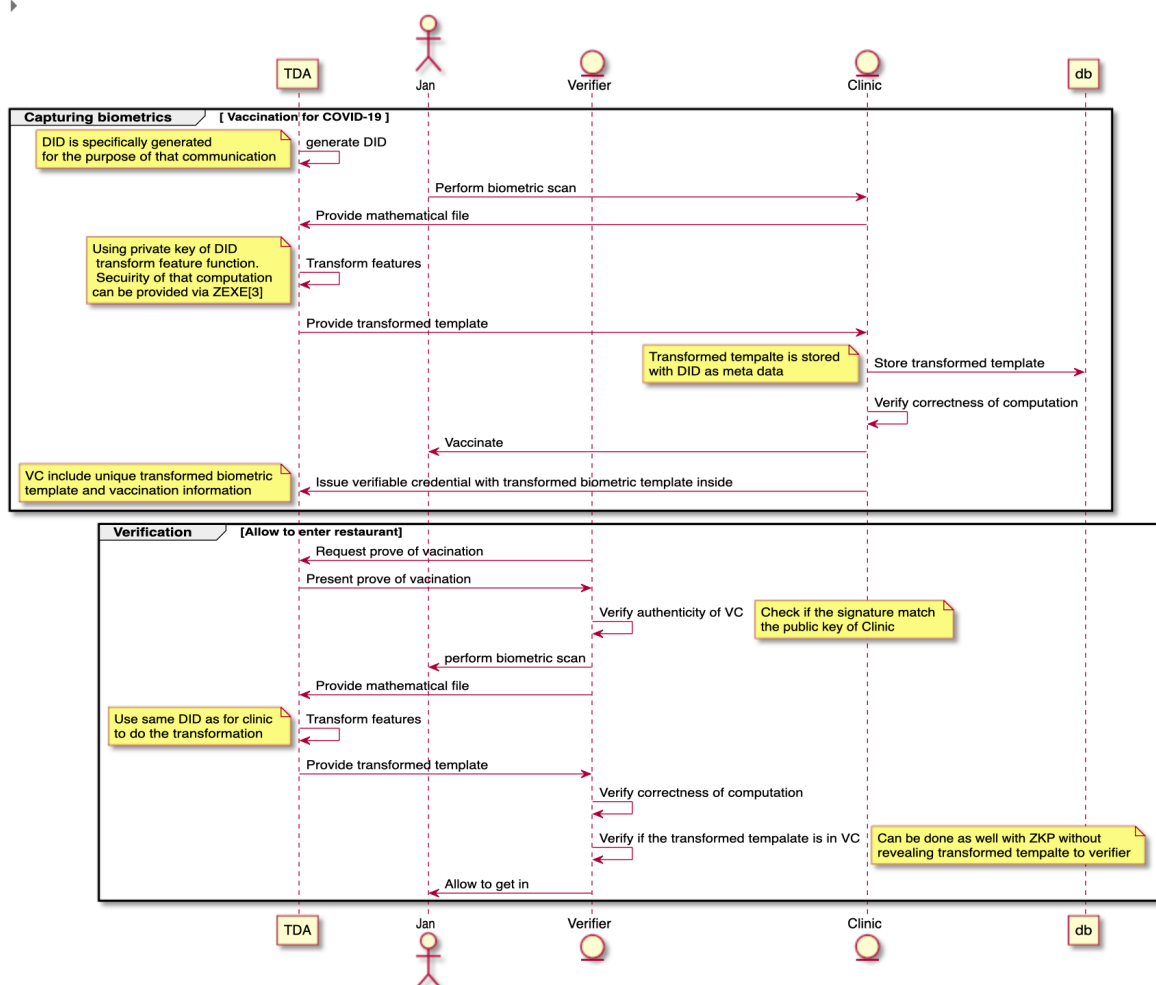 TDA
Jan
Verifier
Clinic
db
Capturing biometrics
[ Vaccination for COVID-19 ]
DID is specifically generated
for the purpose of that communication
generate DID
Perform biometric scan
Provide mathematical file
Using private key of DID
transform feature function.
Secuirity of that computation
can be provided via ZEXE[3]
Transform features
Provide transformed template
Transformed tempalte is stored
with DID as meta data
Store transformed template
Verify correctness of computation
Vaccinate
VC include unique transformed biometric
template and vaccination information
Issue verifiable credential with transformed biometric template inside
Verification
[Allow to enter restaurant]
Request prove of vacination
Present prove of vacination
Verify authenticity of VC
Check if the signature match
the public key of Clinic
perform biometric scan
Provide mathematical file
Use same DID as for clinic
to do the transformation
Transform features
Provide transformed template
Verify correctness of computation
Verify if the transformed tempalate is in VC
Can be done as well with ZKP without
revealing transformed tempalte to verifier
Allow to get in
TDA
Jan
Verifier
Clinic
db